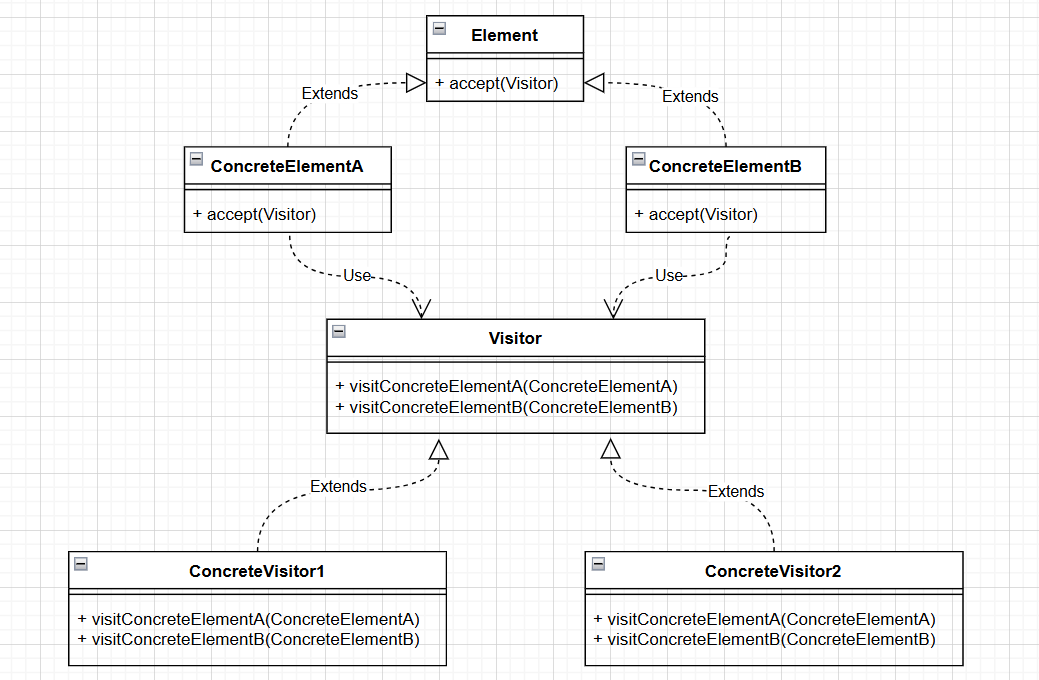 Element
+ accept(Visitor)
Extends
Extends
ConcreteElementA
+ accept(Visitor)
ConcreteElementB
+ accept(Visitor)
Use
Use
Visitor
+ visitConcreteElementA(ConcreteElementA)
+ visitConcreteElementB(ConcreteElementB)
Extends
Extends
ConcreteVisitor1
+ visitConcreteElementA(ConcreteElementA)
+ visitConcreteElementB(ConcreteElementB)
ConcreteVisitor2
+ visitConcreteElementA(ConcreteElementA)
+ visitConcreteElementB(ConcreteElementB)